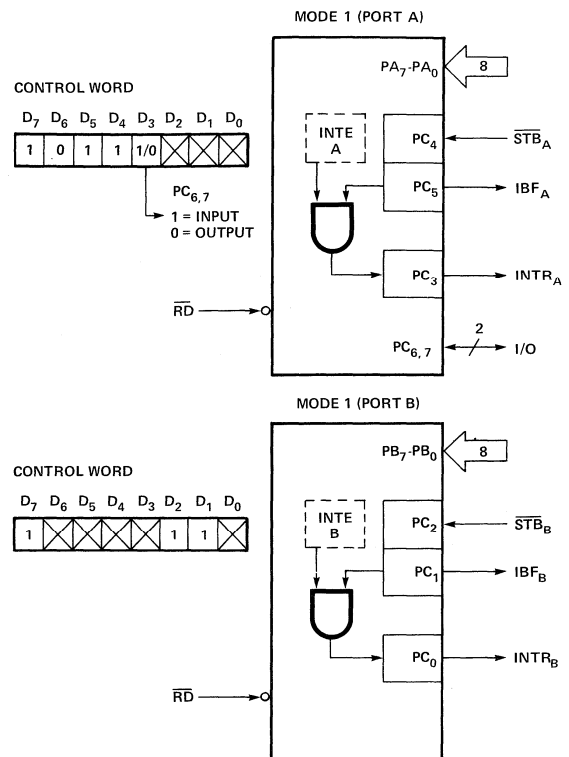 MODE 1 (PORT A)
PA7-PA0
8
CONTROL WORD
D7 D6 D5 D4 D3 D2 D1 D0
1 0 1 1 1/0
PC6,7
1 = INPUT
0 = OUTPUT
INTE
A
PC4
STBA
PC5
IBFA
PC3
INTRA
RD
PC6,7
2
I/O
MODE 1 (PORT B)
PB7-PB0
8
CONTROL WORD
D7 D6 D5 D4 D3 D2 D1 D0
1 1 1
INTE
B
PC2
STBB
PC1
IBFB
PC0
INTRB
RD